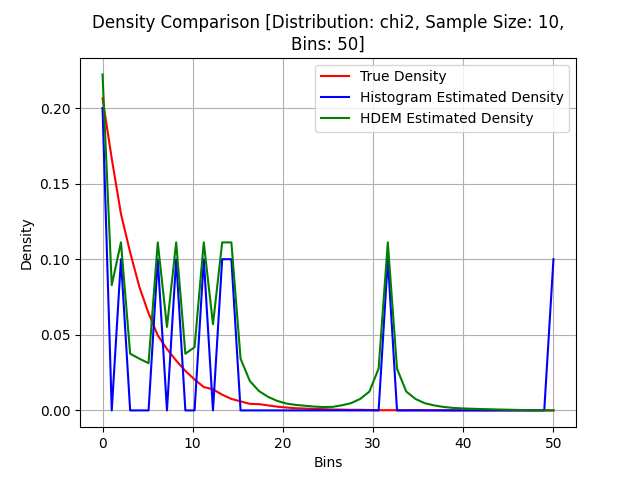 Density Comparison [Distribution: chi2, Sample Size: 10,
Bins: 50]
True Density
Histogram Estimated Density
HDEM Estimated Density
Density
0.20
0.15
0.10
0.05
0.00
0
10
20
30
40
50
Bins